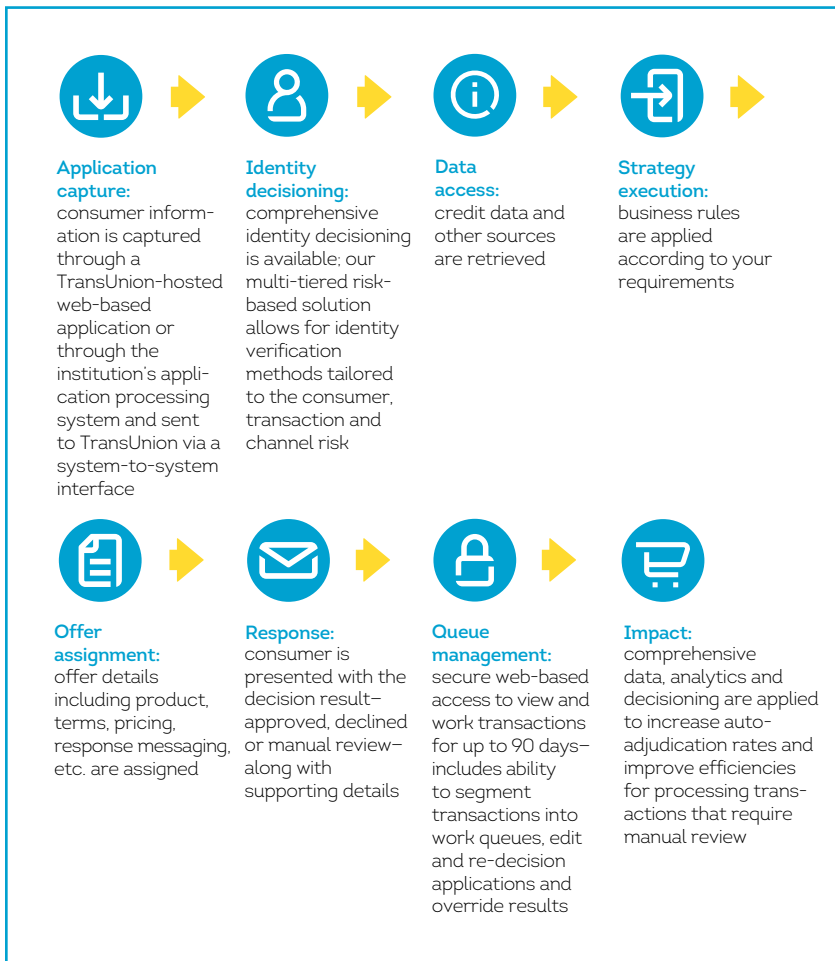 Application
capture:
consumer inform-
ation is captured
through a
TransUnion-hosted
web-based
application or
through the
institution's appli-
cation processing
system and sent
to TransUnion via a
system-to-system
interface
Identity
decisioning:
comprehensive
identity decisioning
is available; our
multi-tiered risk-
based solution
allows for identity
verification
methods tailored
to the consumer,
transaction and
channel risk
Data
access:
credit data and
other sources
are retrieved
Strategy
execution:
business rules
are applied
according to your
requirements
Offer
assignment:
offer details
including product,
terms, pricing,
response messaging,
etc. are assigned
Response:
consumer is
presented with the
decision result—
approved, declined
or manual review—
along with
supporting details
Queue
management:
secure web-based
access to view and
work transactions
for up to 90 days—
includes ability
to segment
transactions into
work queues, edit
and re-decision
applications and
override results
Impact:
comprehensive
data, analytics and
decisioning are applied
to increase auto-
adjudication rates and
improve efficiencies
for processing trans-
actions that require
manual review